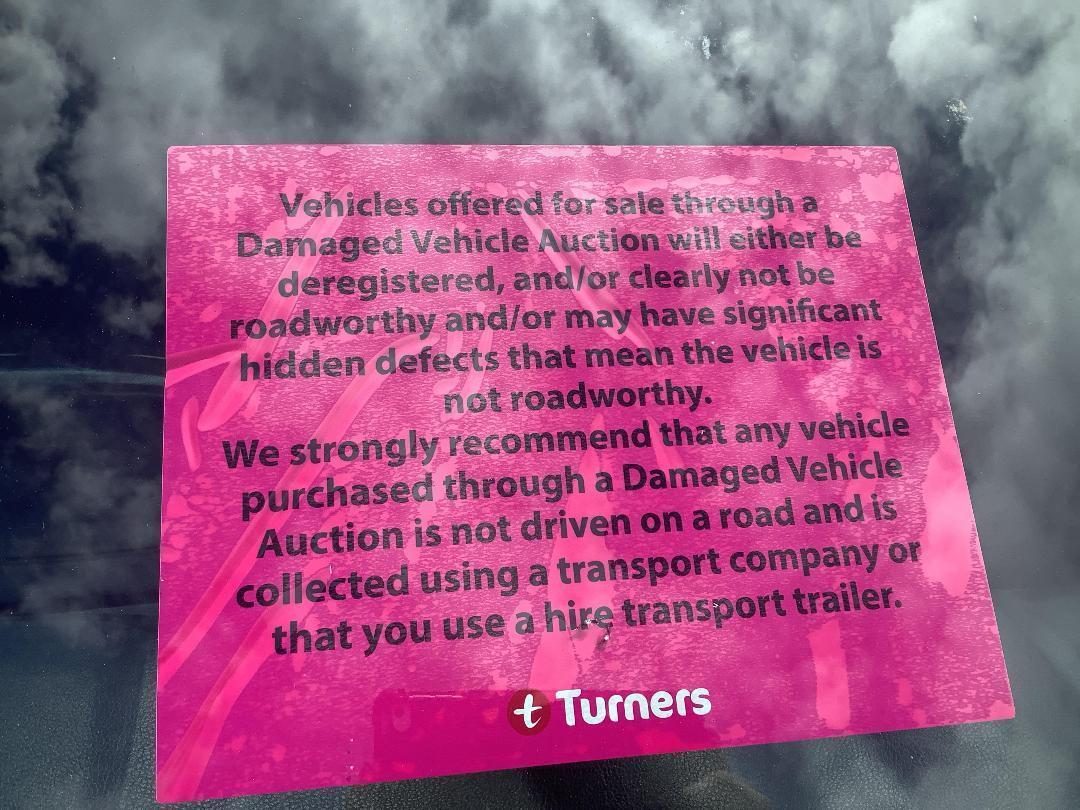 Vehicles offered for sale through a
Damaged Vehicle Auction will either be
deregistered, and/or clearly not be
roadworthy and/or may have significant
hidden defects that mean the vehicle is
not roadworthy.
We strongly recommend that any vehicle
purchased through a Damaged Vehicle
Auction is not driven on a road and is
collected using a transport company or
that you use a hire transport trailer.
t Turners